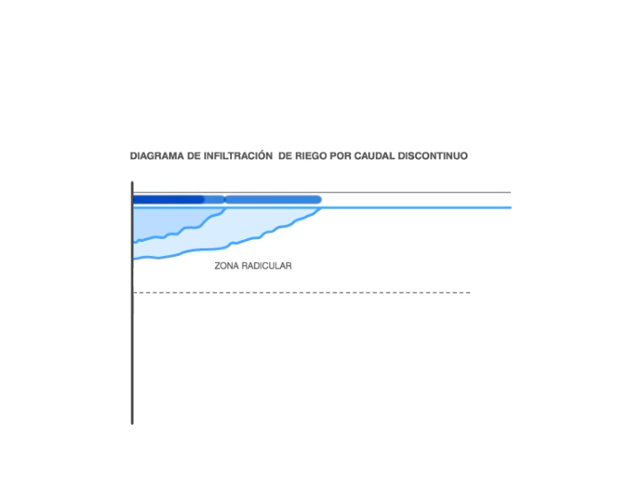 DIAGRAMA DE INFILTRACIÓN DE RIEGO POR CAUDAL DISCONTINUO
ZONA RADICULAR